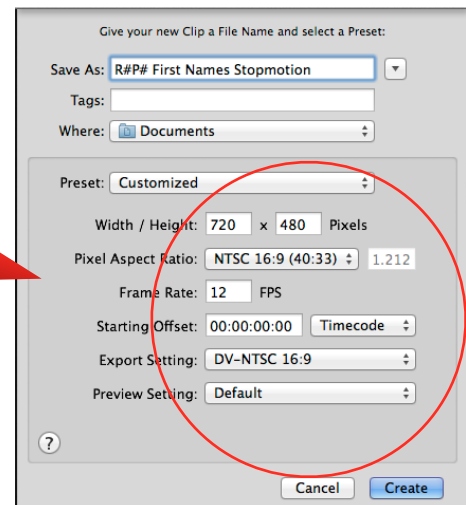 Give your new Clip a File Name and select a Preset:
Save As: R#P# First Names Stopmotion
Tags:
Where: Documents
Preset: Customized
Width / Height: 720 x 480 Pixels
Pixel Aspect Ratio: NTSC 16:9 (40:33) 1.212
Frame Rate: 12 FPS
Starting Offset: 00:00:00:00 Timecode
Export Setting: DV-NTSC 16:9
Preview Setting: Default
?
Cancel Create